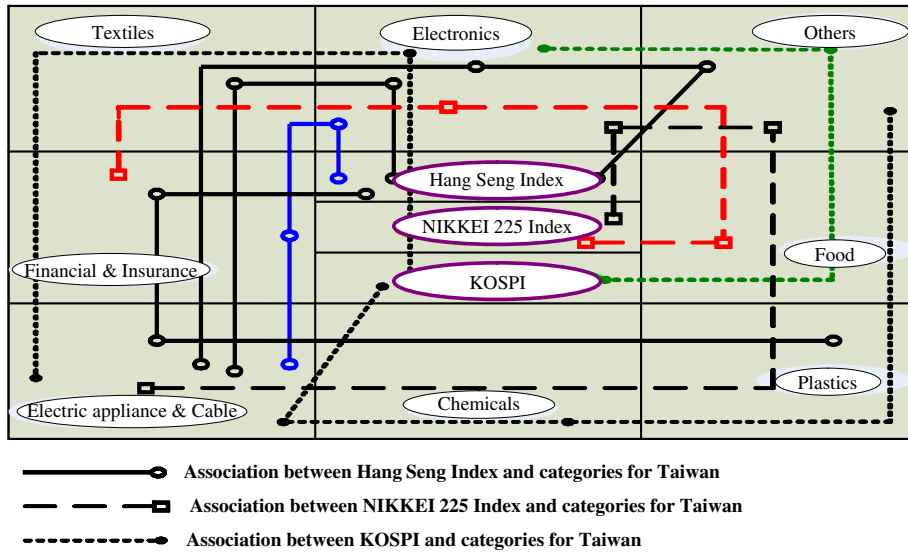 Textiles
Electronics
Others
Hang Seng Index
NIKKEI 225 Index
Financial & Insurance
KOSPI
Food
Electric appliance & Cable
Chemicals
Plastics
Association between Hang Seng Index and categories for Taiwan
Association between NIKKEI 225 Index and categories for Taiwan
Association between KOSPI and categories for Taiwan